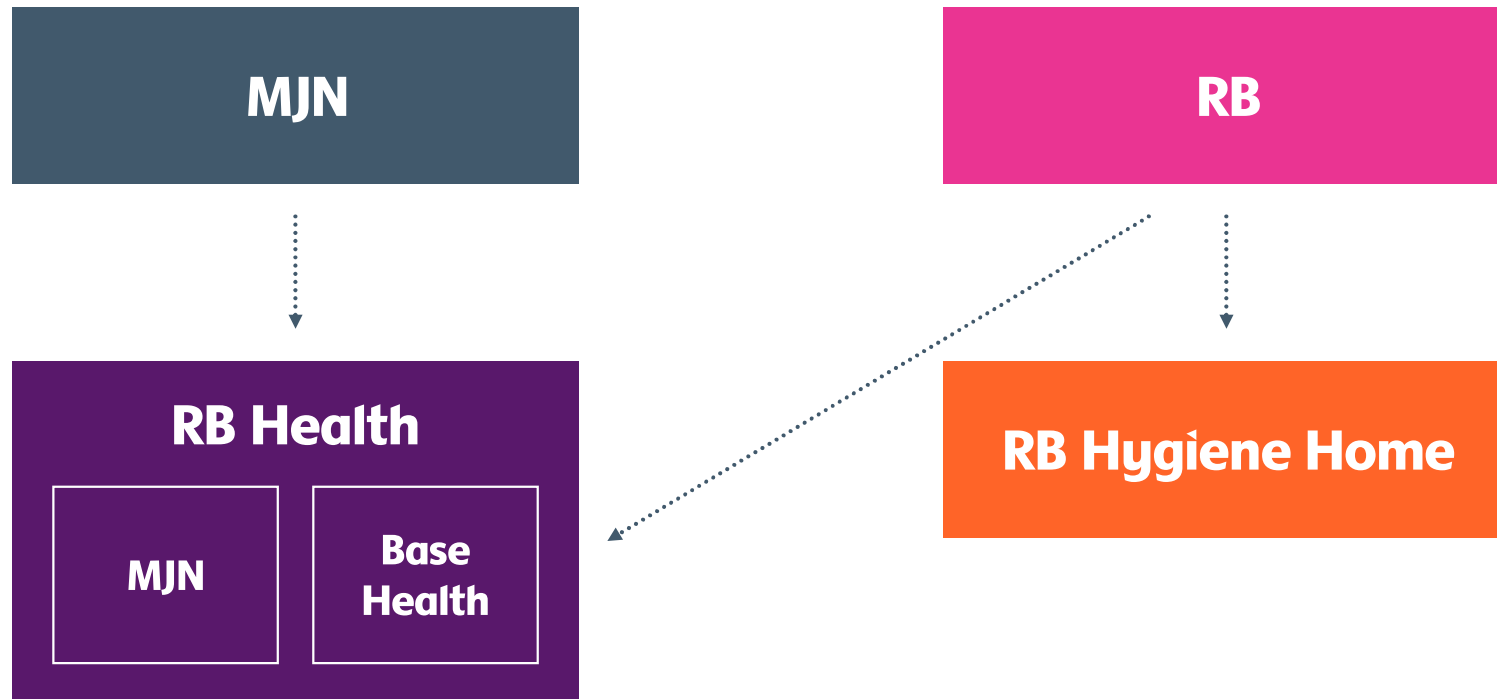 MJN
RB
RB Health
RB Hygiene Home
MJN
Base
Health